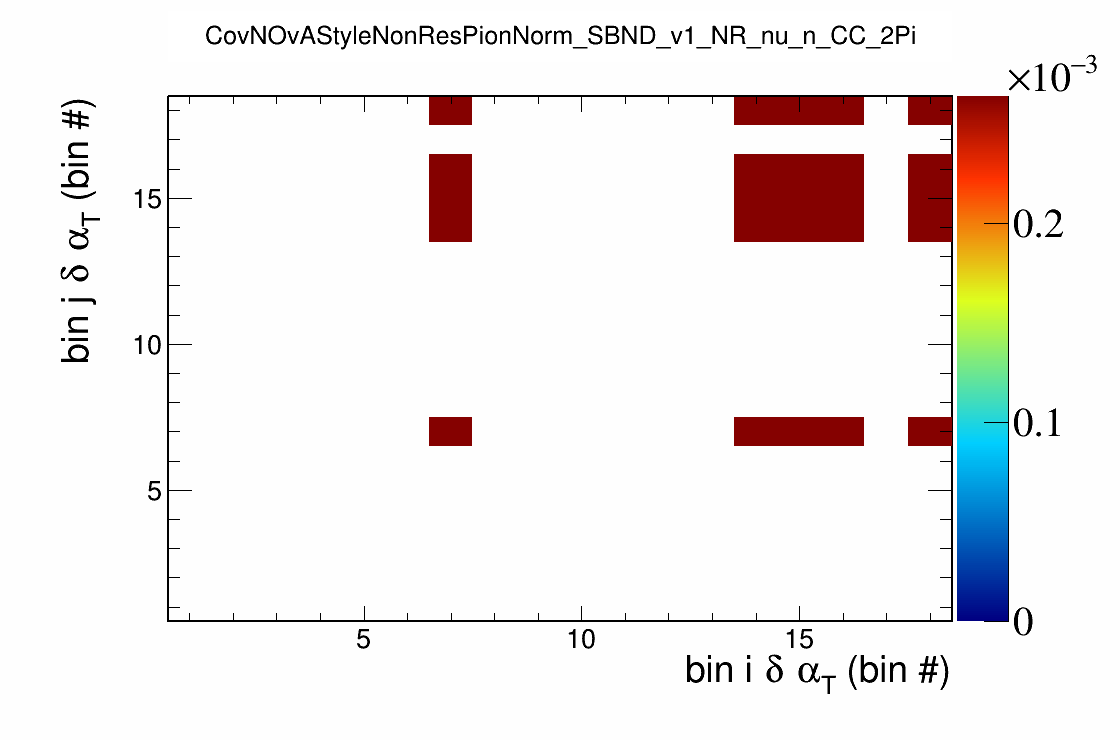 CovNOvAStyleNonResPionNorm_SBND_v1_NR_nu_n_CC_2Pi
×10⁻³
bin j δ α_T (bin #)
15
10
5
0.2
0.1
0
5 10 15
bin i δ α_T (bin #)